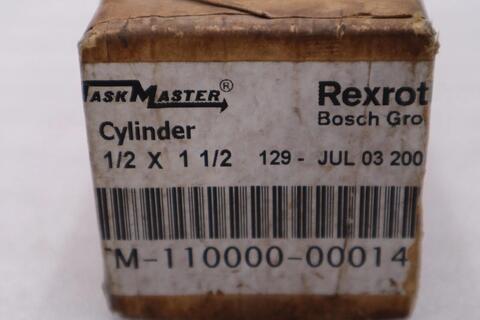 TASKMASTER® Rexrot
Bosch Gro
Cylinder
1/2 X 1 1/2 129 - JUL 03 200
M-110000-00014